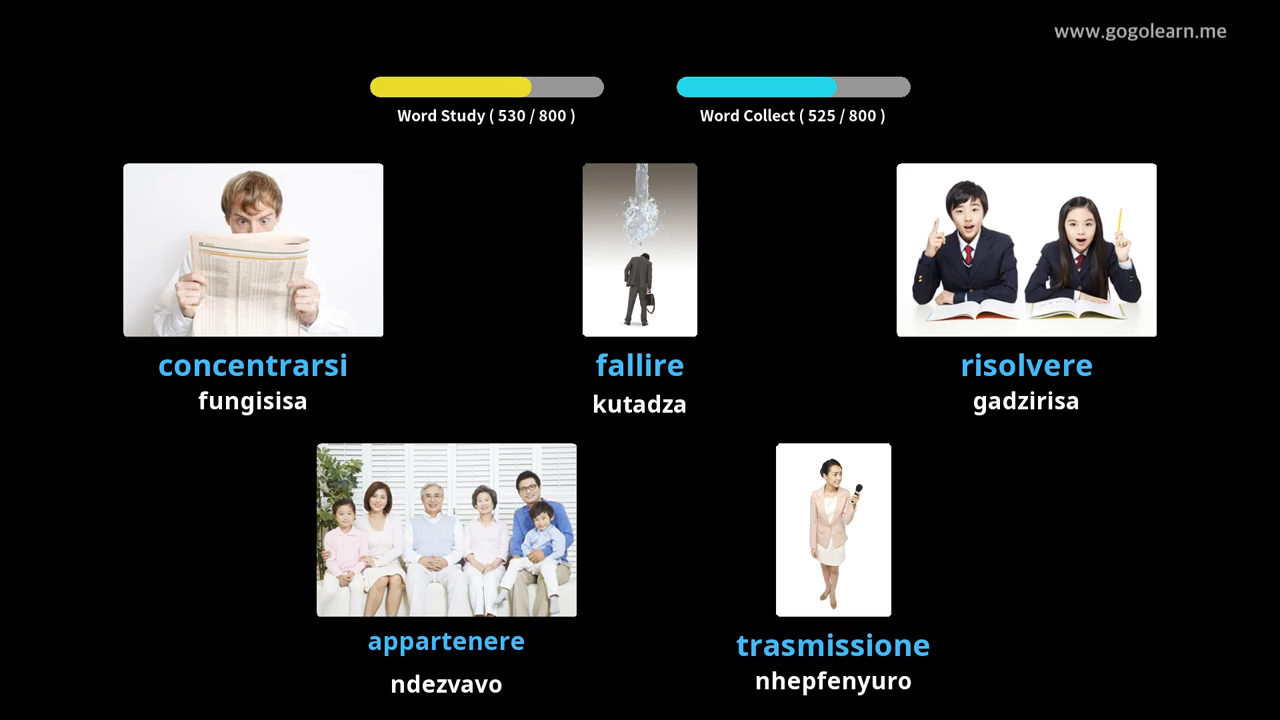 www.gogolearn.me
Word Study ( 530 / 800 )
Word Collect ( 525 / 800 )
concentrarsi
fungisisa
fallire
kutadza
risolvere
gadzirisa
appartenere
ndezvavo
trasmissione
nhepfenyuro